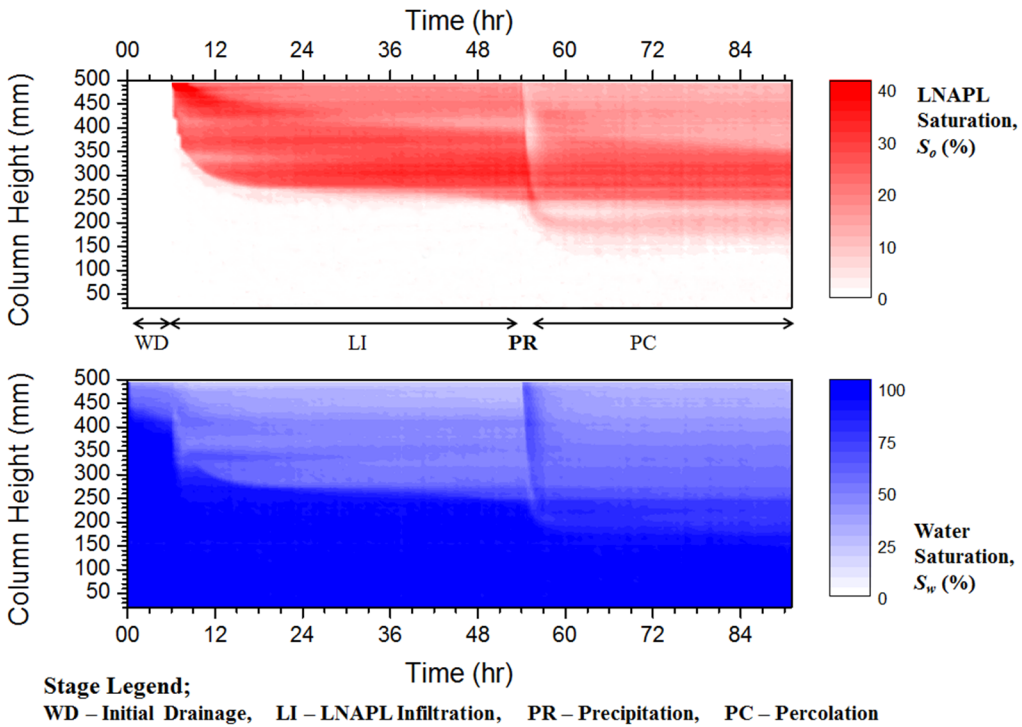 Time (hr)
00 12 24 36 48 60 72 84
Column Height (mm)
500
450
400
350
300
250
200
150
100
50
40
30
20
10
0
LNAPL
Saturation,
So (%)
WD LI PR PC
Column Height (mm)
500
450
400
350
300
250
200
150
100
50
100
75
50
25
0
Water
Saturation,
Sw (%)
00 12 24 36 48 60 72 84
Time (hr)
Stage Legend;
WD – Initial Drainage, LI – LNAPL Infiltration, PR – Precipitation, PC – Percolation